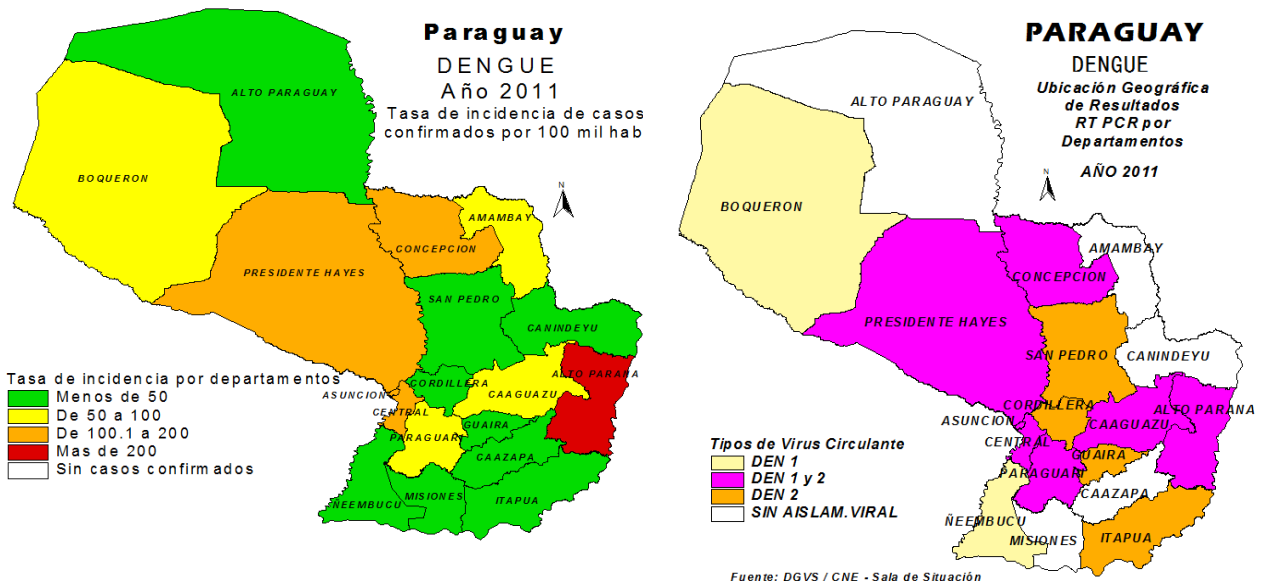 Paraguay
DENGUE
Año 2011
Tasa de incidencia de casos
confirmados por 100 mil hab
N
ALTO PARAGUAY
BOQUERON
AMAMBAY
CONCEPCION
PRESIDENTE HAYES
SAN PEDRO
CANINDEYU
ALTO PARANA
CORDILLERA
ASUNCION
CAAGUAZU
CENTRAL
GUAIRA
PARAGUARI
CAAZAPA
MISIONES
ITAPUA
ÑEEMBUCU
Tasa de incidencia por departamentos
Menos de 50
De 50 a 100
De 100.1 a 200
Mas de 200
Sin casos confirmados
PARAGUAY
DENGUE
Ubicación Geográfica
de Resultados
RT PCR por
Departamentos
AÑO 2011
N
ALTO PARAGUAY
BOQUERON
AMAMBAY
CONCEPCION
PRESIDENTE HAYES
SAN PEDRO
CANINDEYU
CORDILLERA
ALTO PARANA
ASUNCION
CAAGUAZU
CENTRAL
GUAIRA
PARAGUARI
CAAZAPA
ÑEEMBUCU
MISIONES
ITAPUA
Tipos de Virus Circulante
DEN 1
DEN 1 y 2
DEN 2
SIN AISLAM.VIRAL
Fuente: DGVS / CNE - Sala de Situación